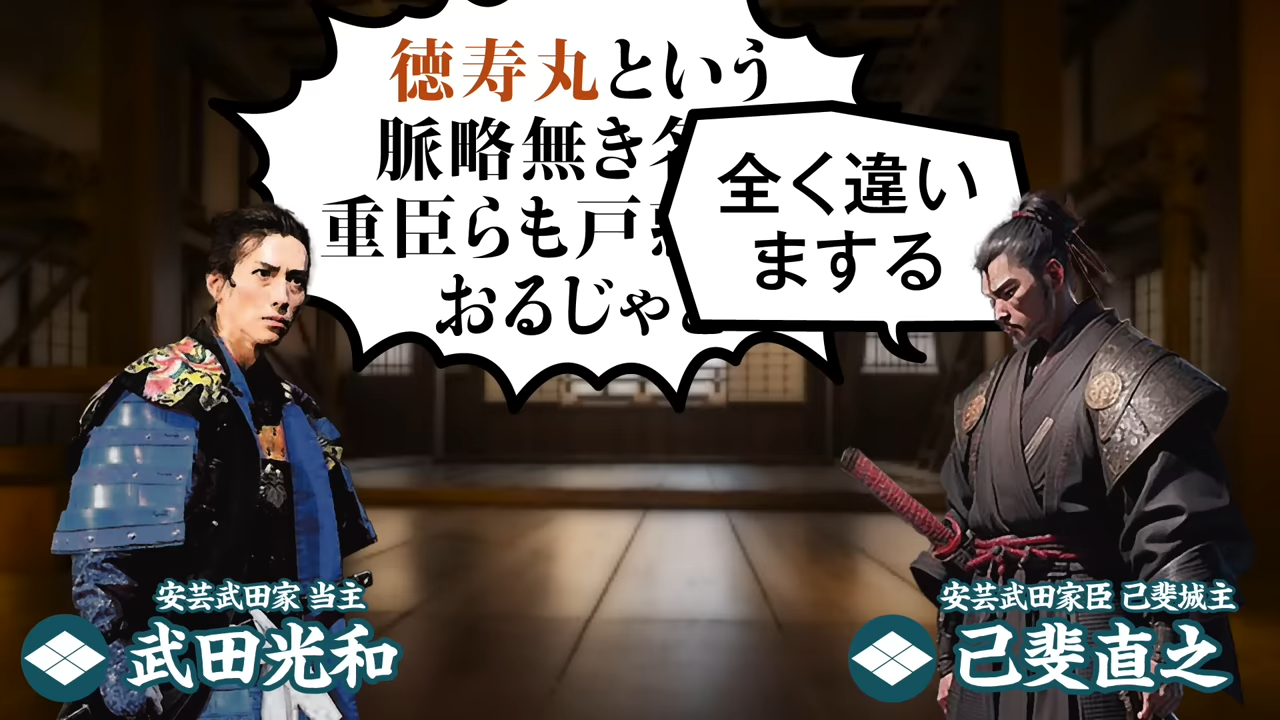 徳寿丸という
脈略無き名
重臣らも戸惑
おるじゃ
全く違い
まする
安芸武田家 当主
武田光和
安芸武田家臣 己斐城主
己斐直之